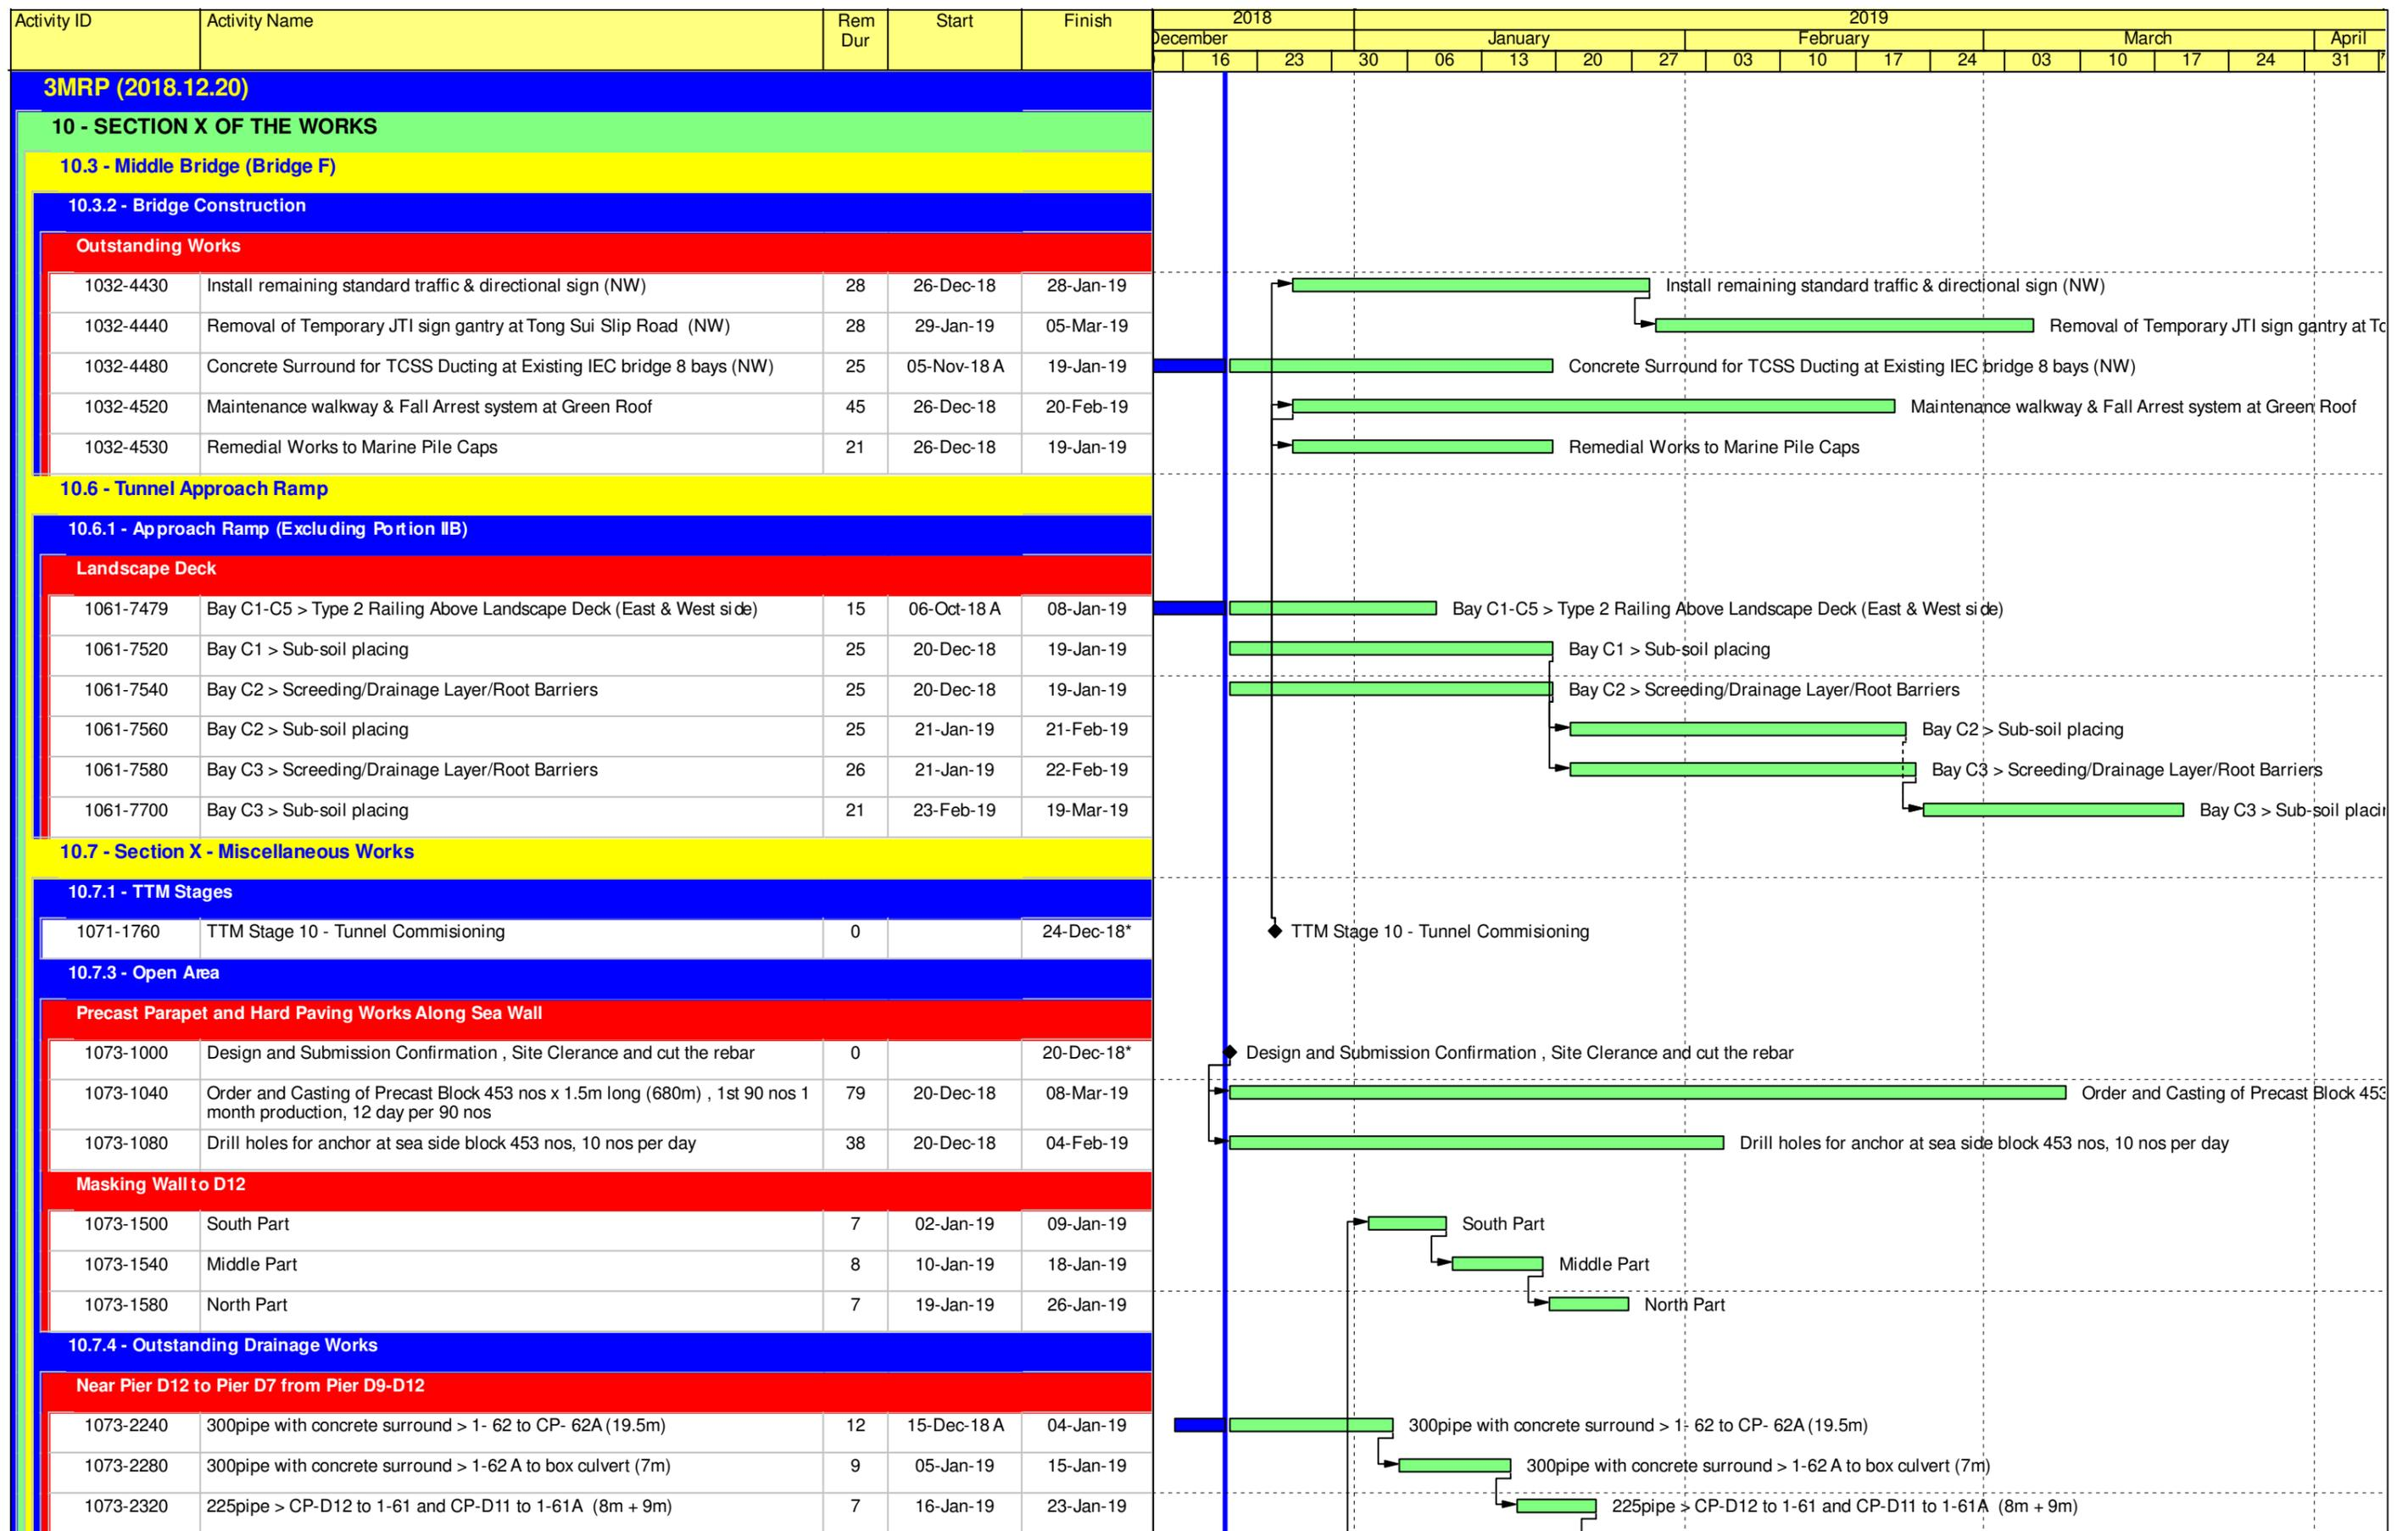 Activity ID Activity Name Rem Dur Start Finish 2018 2019
December January February March April
16 23 30 06 13 20 27 03 10 17 24 03 10 17 24 31
3MRP (2018.12.20)
10 - SECTION X OF THE WORKS
10.3 - Middle Bridge (Bridge F)
10.3.2 - Bridge Construction
Outstanding Works
1032-4430 Install remaining standard traffic & directional sign (NW) 28 26-Dec-18 28-Jan-19 Install remaining standard traffic & directional sign (NW)
1032-4440 Removal of Temporary JTI sign gantry at Tong Sui Slip Road (NW) 28 29-Jan-19 05-Mar-19 Removal of Temporary JTI sign gantry at
1032-4480 Concrete Surround for TCSS Ducting at Existing IEC bridge 8 bays (NW) 25 05-Nov-18 A 19-Jan-19 Concrete Surround for TCSS Ducting at Existing IEC bridge 8 bays (NW)
1032-4520 Maintenance walkway & Fall Arrest system at Green Roof 45 26-Dec-18 20-Feb-19 Maintenance walkway & Fall Arrest system at Green Roof
1032-4530 Remedial Works to Marine Pile Caps 21 26-Dec-18 19-Jan-19 Remedial Works to Marine Pile Caps
10.6 - Tunnel Approach Ramp
10.6.1 - Approach Ramp (Excluding Portion IIB)
Landscape Deck
1061-7479 Bay C1-C5 > Type 2 Railing Above Landscape Deck (East & West side) 15 06-Oct-18 A 08-Jan-19 Bay C1-C5 > Type 2 Railing Above Landscape Deck (East & West side)
1061-7520 Bay C1 > Sub-soil placing 25 20-Dec-18 19-Jan-19 Bay C1 > Sub-soil placing
1061-7540 Bay C2 > Screeding/Drainage Layer/Root Barriers 25 20-Dec-18 19-Jan-19 Bay C2 > Screeding/Drainage Layer/Root Barriers
1061-7560 Bay C2 > Sub-soil placing 25 21-Jan-19 21-Feb-19 Bay C2 > Sub-soil placing
1061-7580 Bay C3 > Screeding/Drainage Layer/Root Barriers 26 21-Jan-19 22-Feb-19 Bay C3 > Screeding/Drainage Layer/Root Barriers
1061-7700 Bay C3 > Sub-soil placing 21 23-Feb-19 19-Mar-19 Bay C3 > Sub-soil
10.7 - Section X - Miscellaneous Works
10.7.1 - TTM Stages
1071-1760 TTM Stage 10 - Tunnel Commisioning 0 24-Dec-18* TTM Stage 10 - Tunnel Commisioning
10.7.3 - Open Area
Precast Parapet and Hard Paving Works Along Sea Wall
1073-1000 Design and Submission Confirmation , Site Clerance and cut the rebar 0 20-Dec-18* Design and Submission Confirmation , Site Clerance and cut the rebar
1073-1040 Order and Casting of Precast Block 453 nos x 1.5m long (680m) , 1st 90 nos 1 79 20-Dec-18 08-Mar-19 Order and Casting of Precast Block 453
month production, 12 day per 90 nos
1073-1080 Drill holes for anchor at sea side block 453 nos, 10 nos per day 38 20-Dec-18 04-Feb-19 Drill holes for anchor at sea side block 453 nos, 10 nos per day
Masking Wall to D12
1073-1500 South Part 7 02-Jan-19 09-Jan-19 South Part
1073-1540 Middle Part 8 10-Jan-19 18-Jan-19 Middle Part
1073-1580 North Part 7 19-Jan-19 26-Jan-19 North Part
10.7.4 - Outstanding Drainage Works
Near Pier D12 to Pier D7 from Pier D9-D12
1073-2240 300pipe with concrete surround > 1- 62 to CP- 62A (19.5m) 12 15-Dec-18 A 04-Jan-19 300pipe with concrete surround > 1- 62 to CP- 62A (19.5m)
1073-2280 300pipe with concrete surround > 1-62 A to box culvert (7m) 9 05-Jan-19 15-Jan-19 300pipe with concrete surround > 1-62 A to box culvert (7m)
1073-2320 225pipe > CP-D12 to 1-61 and CP-D11 to 1-61A (8m + 9m) 7 16-Jan-19 23-Jan-19 225pipe > CP-D12 to 1-61 and CP-D11 to 1-61A (8m + 9m)